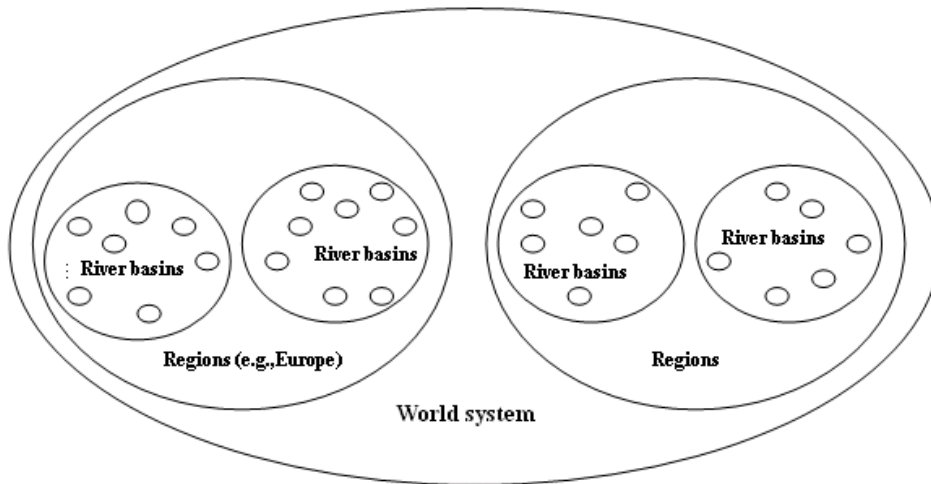 River basins
River basins
River basins
River basins
Regions (e.g.,Europe)
Regions
World system